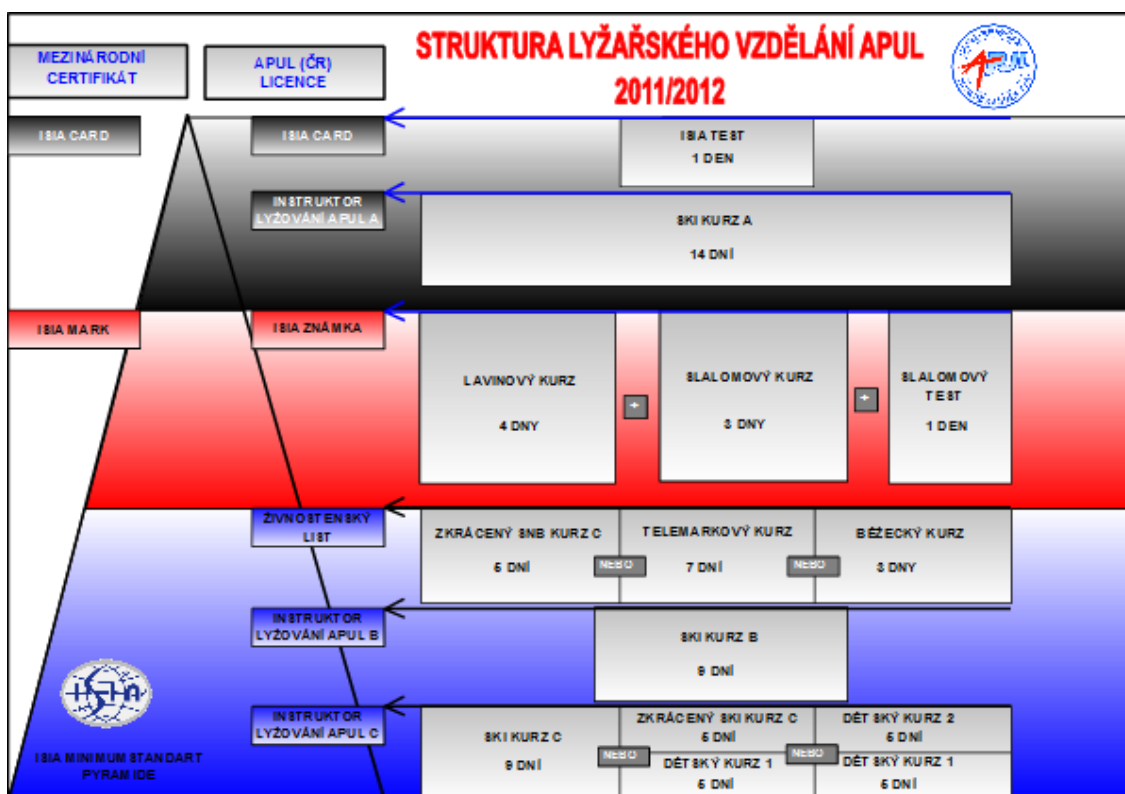 STRUKTURA LYŽAŘSKÉHO VZDĚLÁNÍ APUL
2011/2012
MEZINÁRODNÍ
CERTIFIKÁT
APUL (ČR)
LICENCE
ISIA CARD
ISIA CARD
ISIA TEST
1 DEN
INSTRUKTOR
LYŽOVÁNÍ APUL A
SKI KURZ A
14 DNÍ
ISIA MARK
ISIA ZNÁMKA
LAVINOVÝ KURZ
4 DNY
+
SLALOMOVÝ KURZ
3 DNY
+
SLALOMOVÝ
TEST
1 DEN
ŽIVNOSTENSKÝ
LIST
ZKRÁCENÝ SNB KURZ C
5 DNÍ
NEBO
TELEMARKOVÝ KURZ
7 DNÍ
NEBO
BĚŽECKÝ KURZ
3 DNY
INSTRUKTOR
LYŽOVÁNÍ APUL B
SKI KURZ B
9 DNÍ
INSTRUKTOR
LYŽOVÁNÍ APUL C
SKI KURZ C
9 DNÍ
NEBO
ZKRÁCENÝ SKI KURZ C
5 DNÍ
DĚTSKÝ KURZ 1
5 DNÍ
NEBO
DĚTSKÝ KURZ 2
5 DNÍ
DĚTSKÝ KURZ 1
5 DNÍ
ISIA MINIMUM STANDART
PYRAMIDE